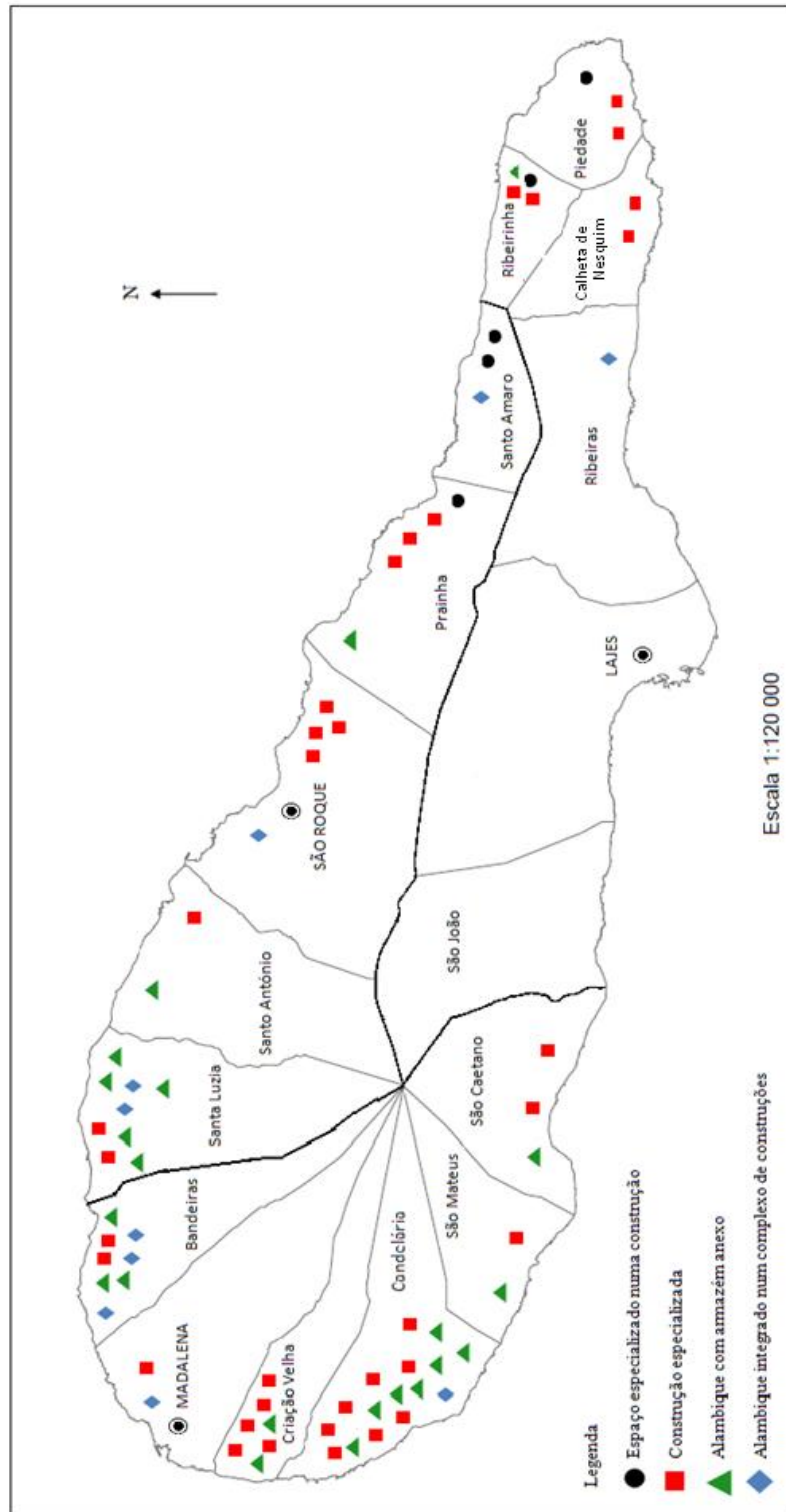 N
MADALENA
Bandeiras
Santa Luzia
Santo António
SÃO ROQUE
Prainha
Santo Amaro
Ribeirinha
Piedade
Calheta de
Nesquim
Ribeiras
LAJES
São João
São Caetano
São Mateus
Candelária
Criação Velha
Legenda
Espaço especializado numa construção
Construção especializada
Alambique com armazém anexo
Alambique integrado num complexo de construções
Escala 1:120 000